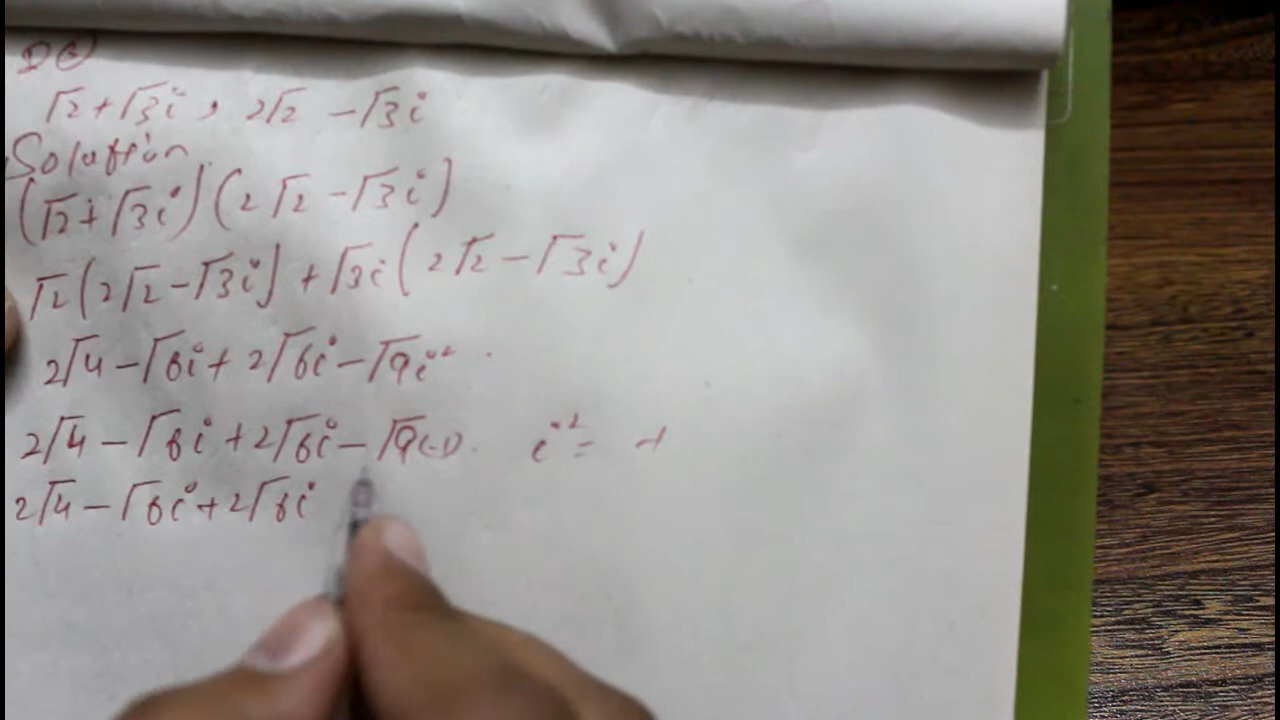 √2+√3i, 2√2 -√3i
Solution.
(√2+√3i)(2√2-√3i)
√2(2√2-√3i)+√3i(2√2-√3i)
2√4-√6i+2√6i-√9i²
2√4-√6i+2√6i-√9(-1). i²= -1
2√4-√6i+2√6i